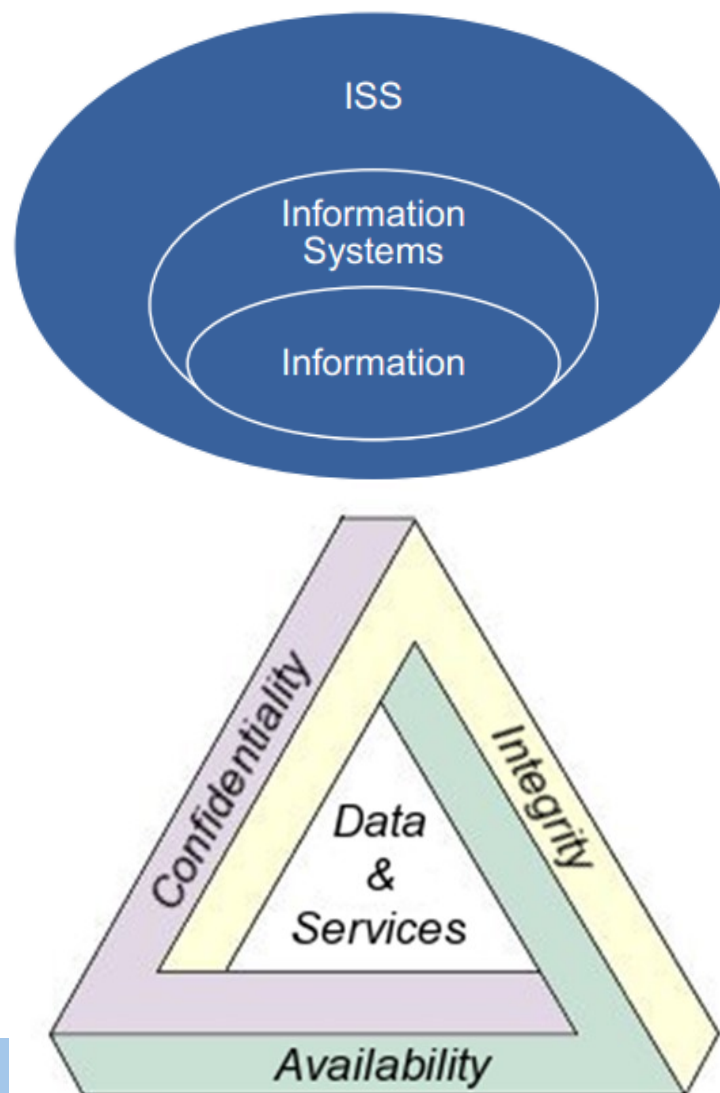 ISS
Information
Systems
Information
Confidentiality
Integrity
Data
&
Services
Availability